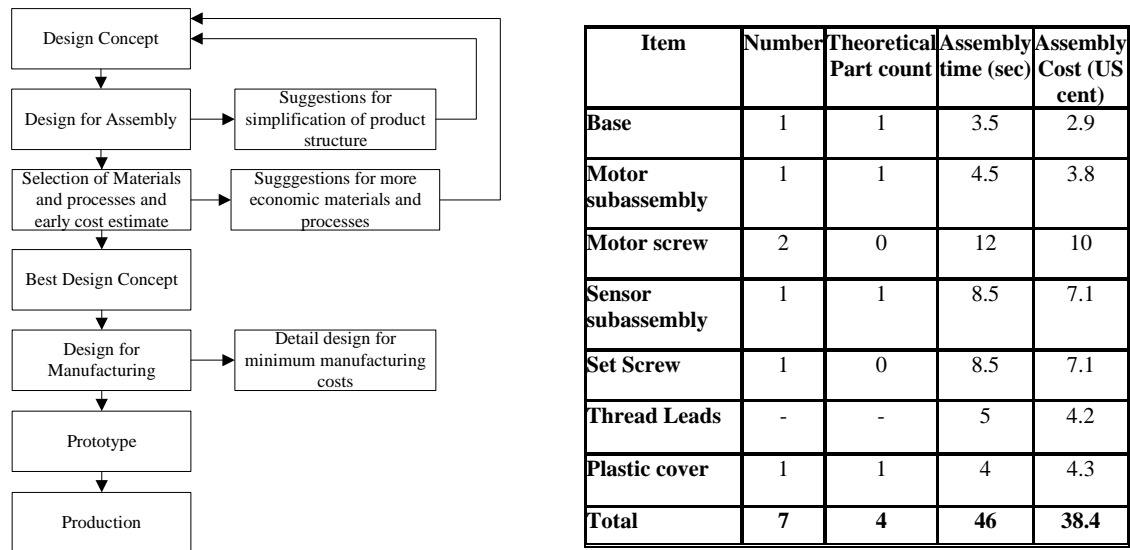 Design Concept
Design for Assembly
Suggestions for
simplification of product
structure
Selection of Materials
and processes and
early cost estimate
Sugggestions for more
economic materials and
processes
Best Design Concept
Design for
Manufacturing
Detail design for
minimum manufacturing
costs
Prototype
Production
Item Number Theoretical Assembly Assembly
Part count time (sec) Cost (US
cent)
Base 1 1 3.5 2.9
Motor 1 1 4.5 3.8
subassembly
Motor screw 2 0 12 10
Sensor 1 1 8.5 7.1
subassembly
Set Screw 1 0 8.5 7.1
Thread Leads - - 5 4.2
Plastic cover 1 1 4 4.3
Total 7 4 46 38.4